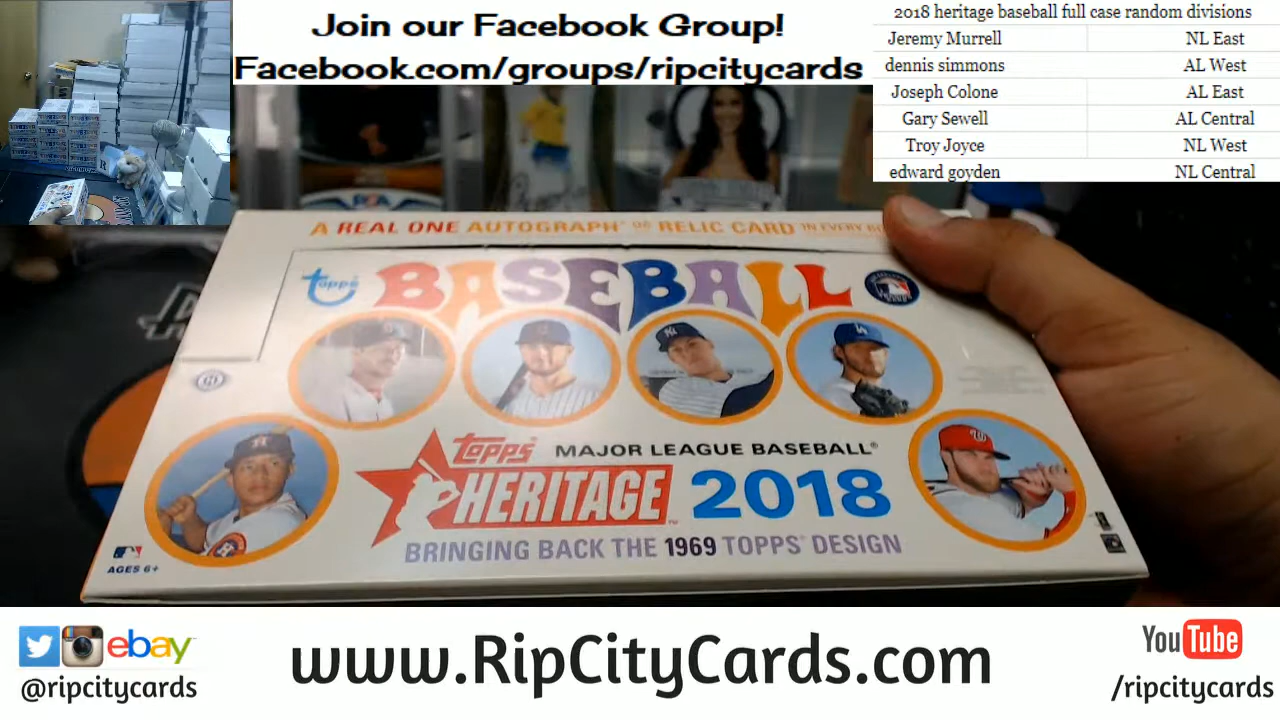 Join our Facebook Group!
Facebook.com/groups/ripcitycards
2018 heritage baseball full case random divisions
Jeremy Murrell NL East
dennis simmons AL West
Joseph Colone AL East
Gary Sewell AL Central
Troy Joyce NL West
edward goyden NL Central
A REAL ONE AUTOGRAPH OR RELIC CARD IN EVERY
topps BASEBALL
topps MAJOR LEAGUE BASEBALL®
HERITAGE™ 2018
BRINGING BACK THE 1969 TOPPS® DESIGN
AGES 6+
ebay
@ripcitycards
www.RipCityCards.com
YouTube
/ripcitycards